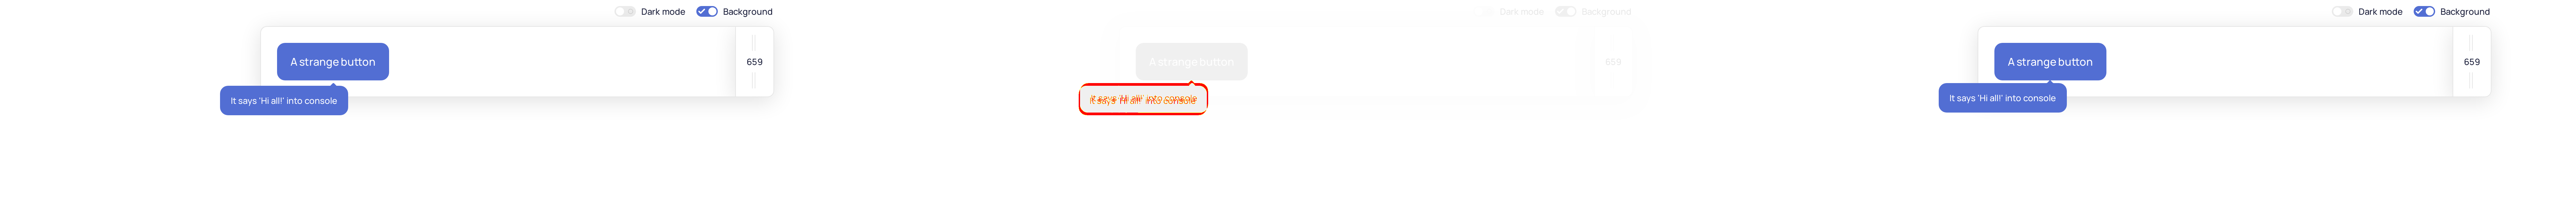 Dark mode Background
A strange button
659
It says 'Hi all!' into console
Dark mode Background
A strange button
659
It says 'Hi all!' into console
Dark mode Background
A strange button
659
It says 'Hi all!' into console